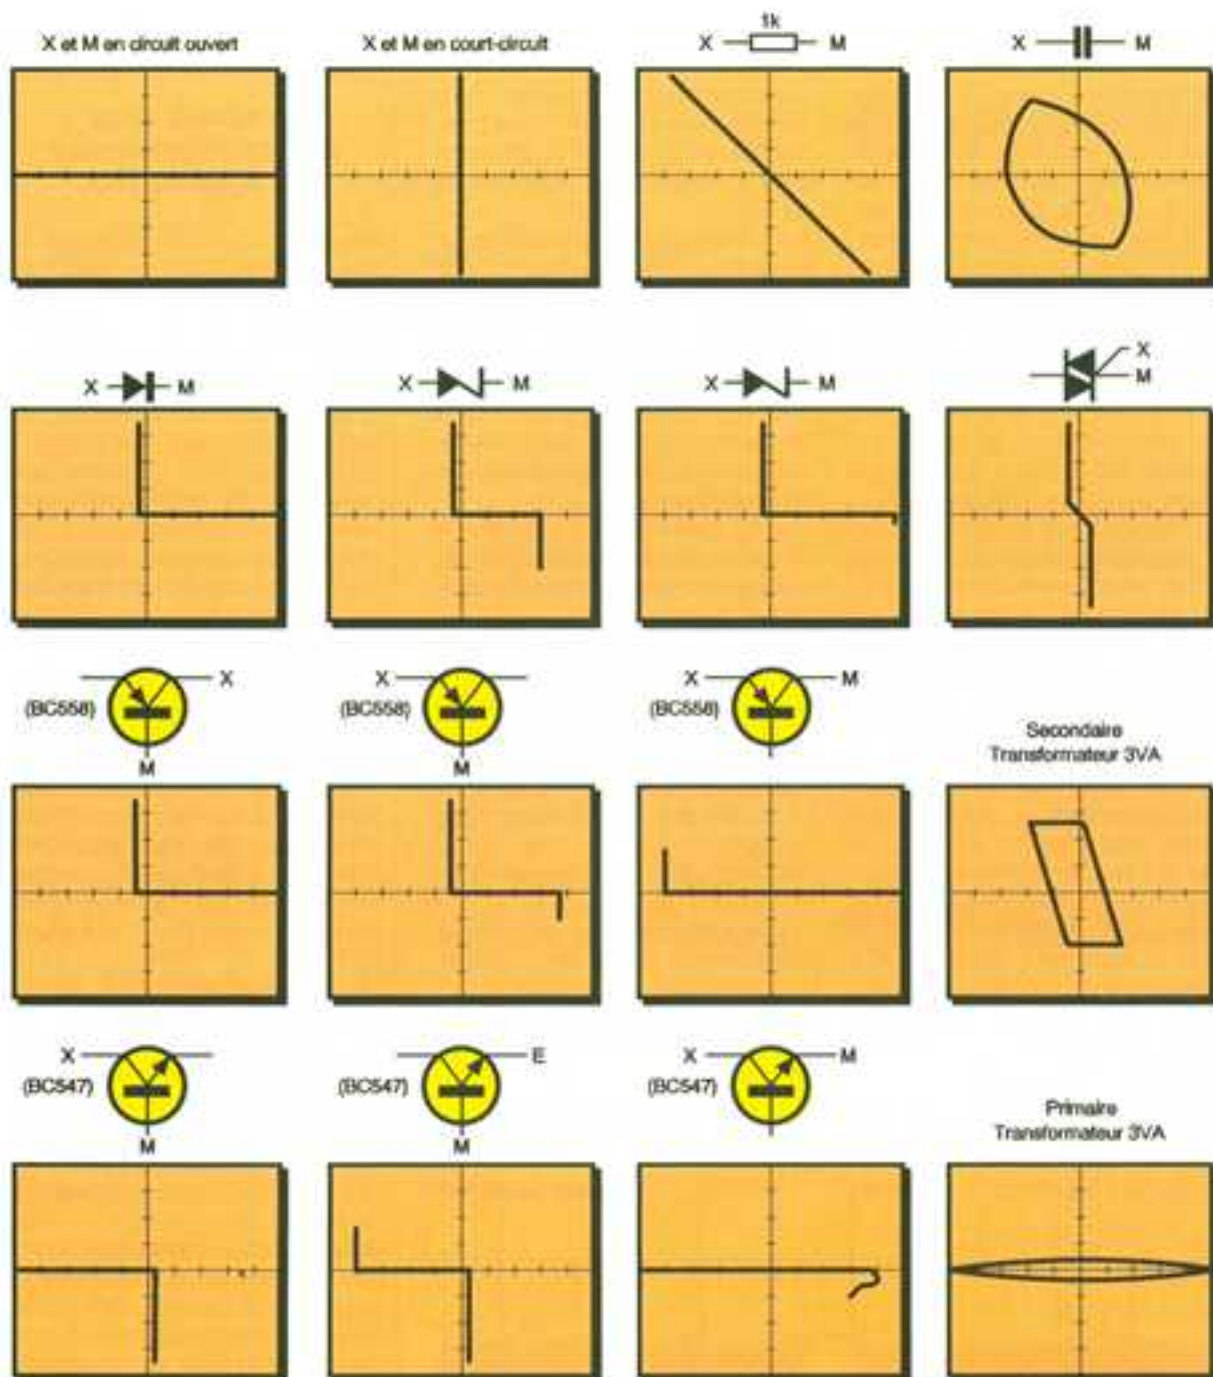 X et M en circuit ouvert
X et M en court-circuit
1k
X M
X M
X M
X M
X M
X
M
X
(BC558)
M
X
(BC558)
M
X M
(BC558)
Secondaire
Transformateur 3VA
X
(BC547)
M
E
(BC547)
M
X M
(BC547)
Primaire
Transformateur 3VA